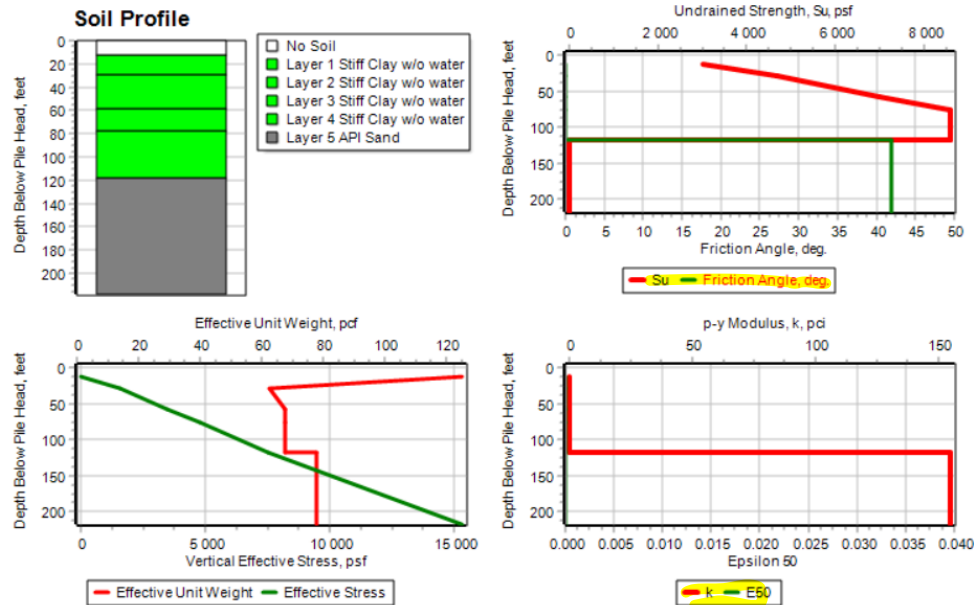 Soil Profile
Depth Below Pile Head, feet
0
20
40
60
80
100
120
140
160
180
200
No Soil
Layer 1 Stiff Clay w/o water
Layer 2 Stiff Clay w/o water
Layer 3 Stiff Clay w/o water
Layer 4 Stiff Clay w/o water
Layer 5 API Sand
Undrained Strength, Su, psf
0 2 000 4 000 6 000 8 000
Depth Below Pile Head, feet
0
50
100
150
200
0 5 10 15 20 25 30 35 40 45 50
Friction Angle, deg.
Su Friction Angle, deg.
Effective Unit Weight, pcf
0 20 40 60 80 100 120
Depth Below Pile Head, feet
0
50
100
150
200
0 5 000 10 000 15 000
Vertical Effective Stress, psf
Effective Unit Weight Effective Stress
p-y Modulus, k, pci
0 50 100 150
Depth Below Pile Head, feet
0
50
100
150
200
0.000 0.005 0.010 0.015 0.020 0.025 0.030 0.035 0.040
Epsilon 50
k E50